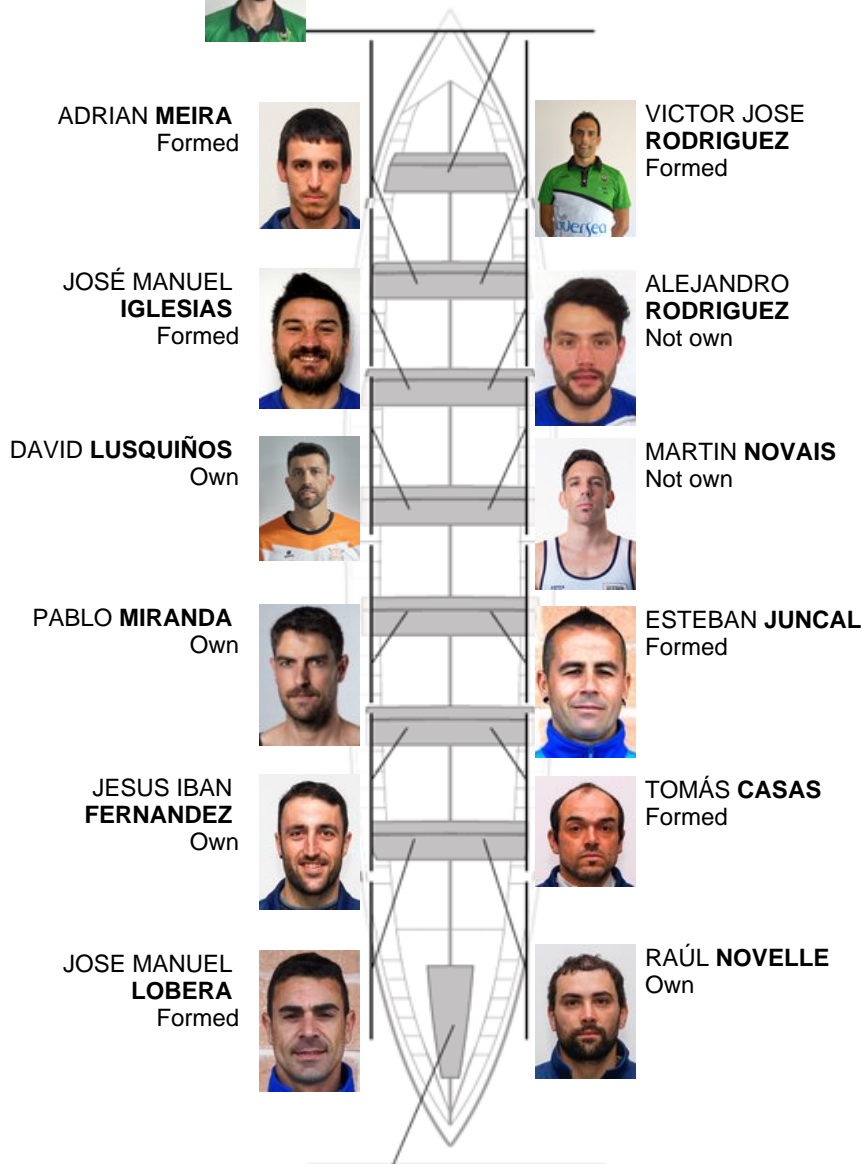 ADRIAN MEIRA
Formed
VICTOR JOSE
RODRIGUEZ
Formed
JOSÉ MANUEL
IGLESIAS
Formed
ALEJANDRO
RODRIGUEZ
Not own
DAVID LUSQUIÑOS
Own
MARTIN NOVAIS
Not own
PABLO MIRANDA
Own
ESTEBAN JUNCAL
Formed
JESUS IBAN
FERNANDEZ
Own
TOMÁS CASAS
Formed
JOSE MANUEL
LOBERA
Formed
RAÚL NOVELLE
Own